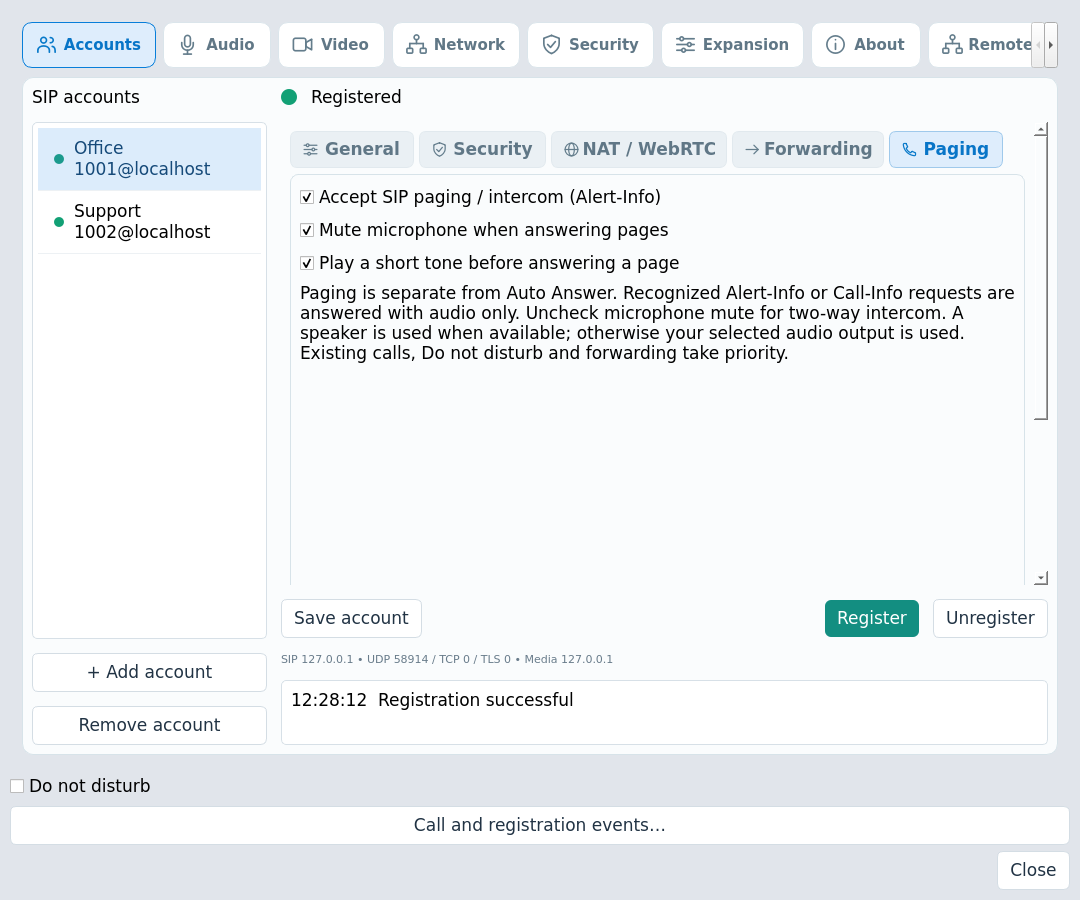 Accounts
Audio
Video
Network
Security
Expansion
About
Remote
SIP accounts
Registered
Office
1001@localhost
Support
1002@localhost
General
Security
NAT / WebRTC
Forwarding
Paging
Accept SIP paging / intercom (Alert-Info)
Mute microphone when answering pages
Play a short tone before answering a page
Paging is separate from Auto Answer. Recognized Alert-Info or Call-Info requests are
answered with audio only. Uncheck microphone mute for two-way intercom. A
speaker is used when available; otherwise your selected audio output is used.
Existing calls, Do not disturb and forwarding take priority.
Save account
Register
Unregister
SIP 127.0.0.1 • UDP 58914 / TCP 0 / TLS 0 • Media 127.0.0.1
+ Add account
Remove account
12:28:12  Registration successful
Do not disturb
Call and registration events...
Close